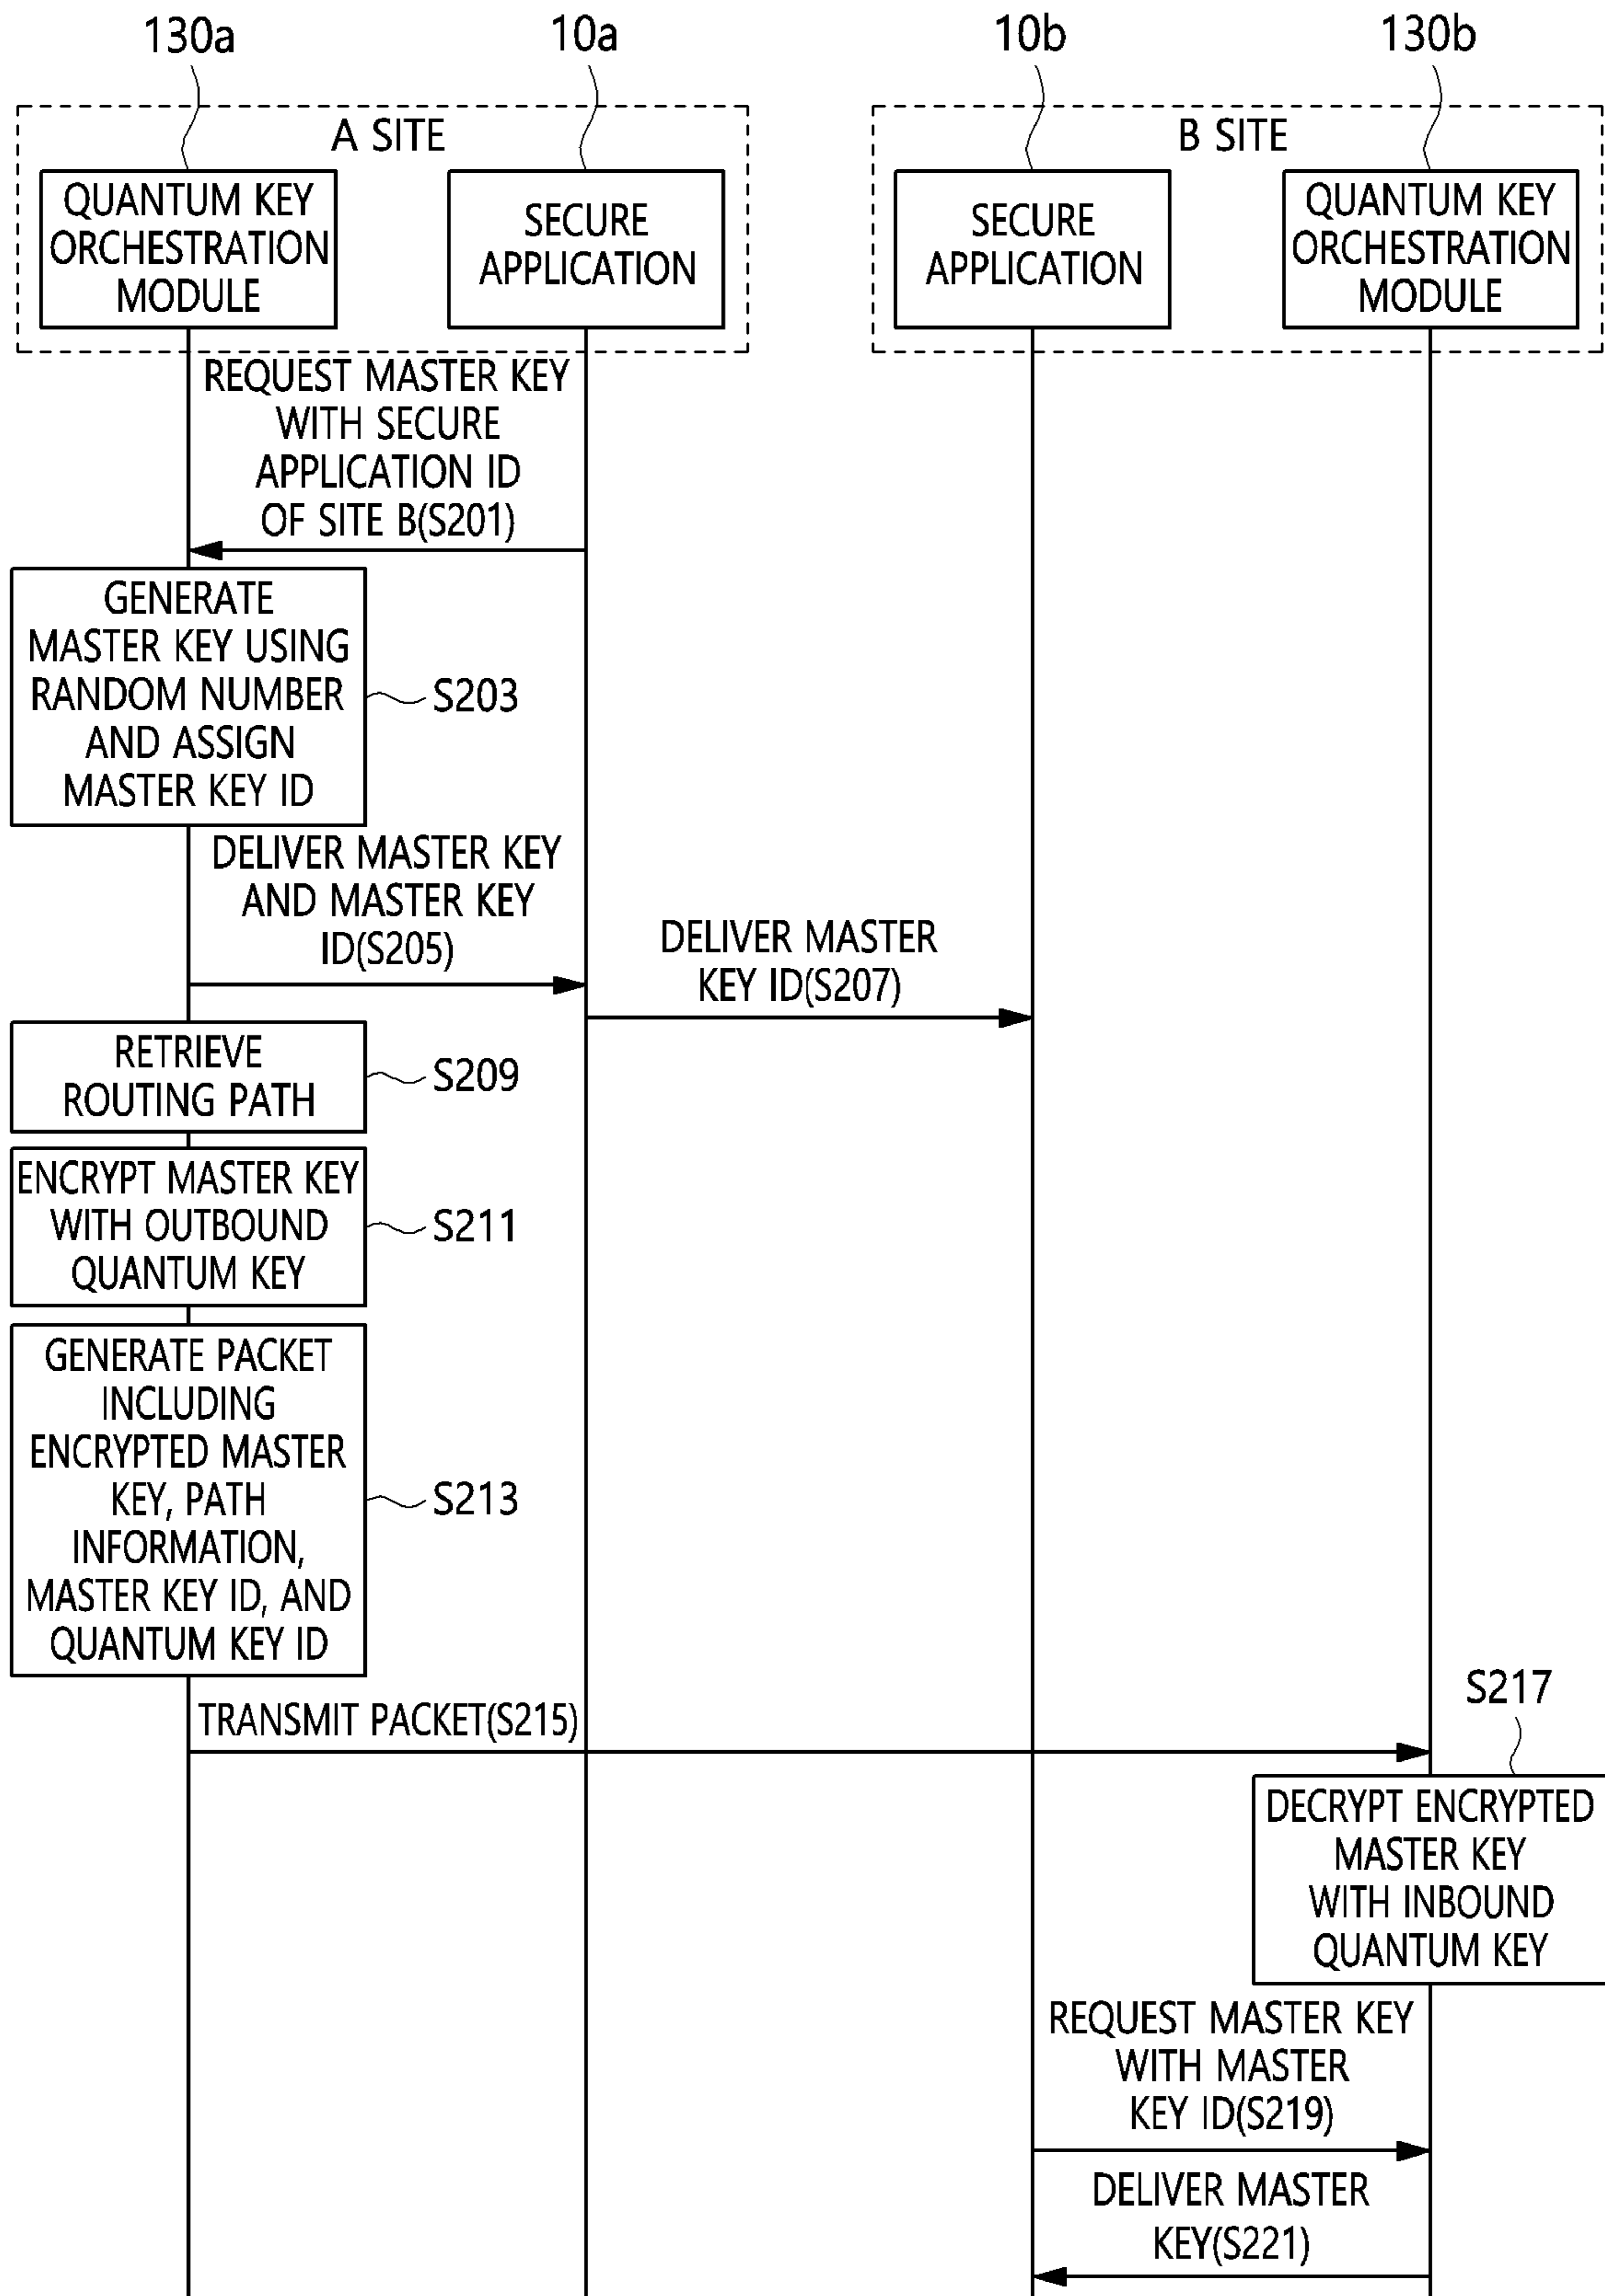 130a
10a
10b
130b
A SITE
B SITE
QUANTUM KEY
ORCHESTRATION
MODULE
SECURE
APPLICATION
SECURE
APPLICATION
QUANTUM KEY
ORCHESTRATION
MODULE
REQUEST MASTER KEY
WITH SECURE
APPLICATION ID
OF SITE B(S201)
GENERATE
MASTER KEY USING
RANDOM NUMBER
AND ASSIGN
MASTER KEY ID
S203
DELIVER MASTER KEY
AND MASTER KEY
ID(S205)
DELIVER MASTER
KEY ID(S207)
RETRIEVE
ROUTING PATH
S209
ENCRYPT MASTER KEY
WITH OUTBOUND
QUANTUM KEY
S211
GENERATE PACKET
INCLUDING
ENCRYPTED MASTER
KEY, PATH
INFORMATION,
MASTER KEY ID, AND
QUANTUM KEY ID
S213
TRANSMIT PACKET(S215)
S217
DECRYPT ENCRYPTED
MASTER KEY
WITH INBOUND
QUANTUM KEY
REQUEST MASTER KEY
WITH MASTER
KEY ID(S219)
DELIVER MASTER
KEY(S221)